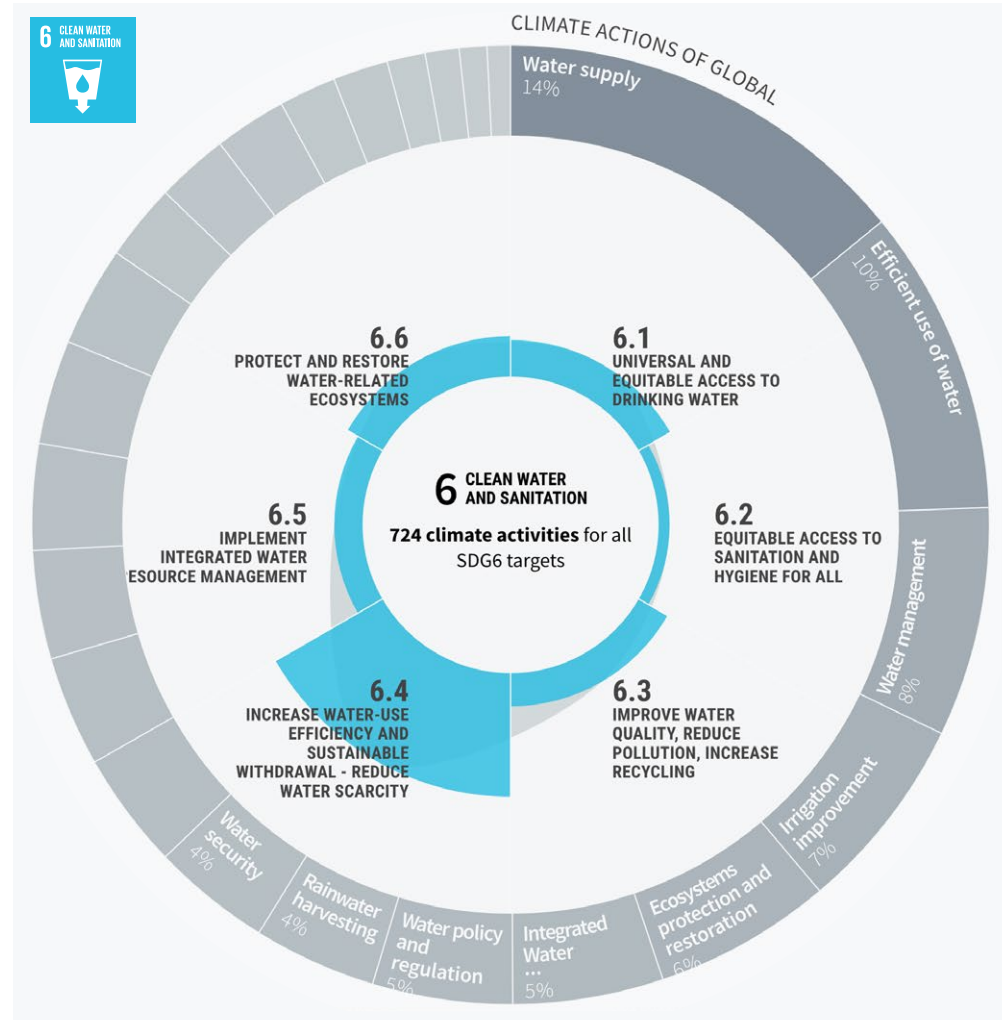 6 CLEAN WATER
AND SANITATION
CLIMATE ACTIONS OF GLOBAL
Water supply
14%
Efficient use of water
10%
Water management
8%
Irrigation
improvement
7%
Ecosystems
protection and
restoration
6%
Integrated
Water
...
5%
Water policy
and
regulation
5%
Rainwater
harvesting
4%
Water
security
4%
6.6
PROTECT AND RESTORE
WATER-RELATED
ECOSYSTEMS
6.1
UNIVERSAL AND
EQUITABLE ACCESS TO
DRINKING WATER
6.5
IMPLEMENT
INTEGRATED WATER
ESOURCE MANAGEMENT
6 CLEAN WATER
AND SANITATION
724 climate activities for all
SDG6 targets
6.2
EQUITABLE ACCESS TO
SANITATION AND
HYGIENE FOR ALL
6.4
INCREASE WATER-USE
EFFICIENCY AND
SUSTAINABLE
WITHDRAWAL - REDUCE
WATER SCARCITY
6.3
IMPROVE WATER
QUALITY, REDUCE
POLLUTION, INCREASE
RECYCLING